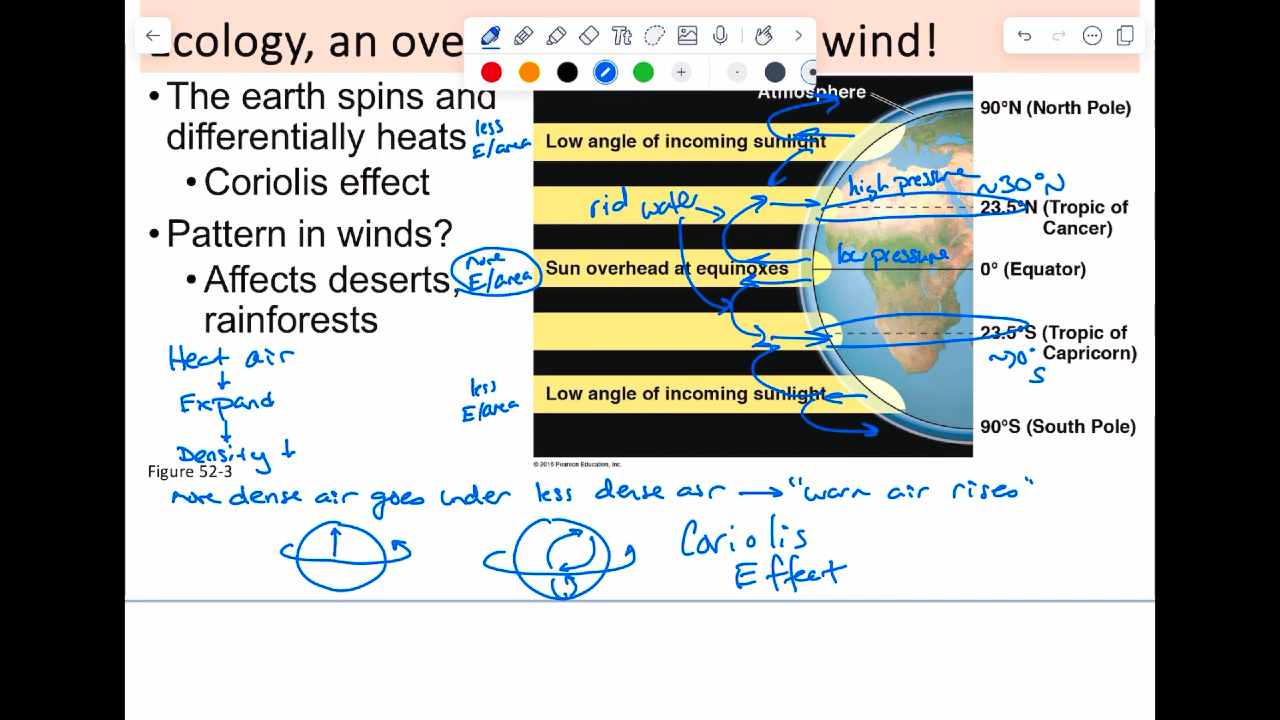 Ecology, an ove
wind!
Tt
• The earth spins and
differentially heats
• Coriolis effect
• Pattern in winds?
• Affects deserts,
rainforests
Heat air
Expand
Density ↓
Figure 52-3
less
E/area
more
E/area
less
E/area
Atmosphere
Low angle of incoming sunlight
rid water
Sun overhead at equinoxes
Low angle of incoming sunlight
high pressure
low pressure
90°N (North Pole)
~30°N
23.5°N (Tropic of
Cancer)
0° (Equator)
23.5°S (Tropic of
Capricorn)
S
90°S (South Pole)
© 2016 Pearson Education, Inc.
more dense air goes under less dense air → "warm air rises"
Coriolis
Effect